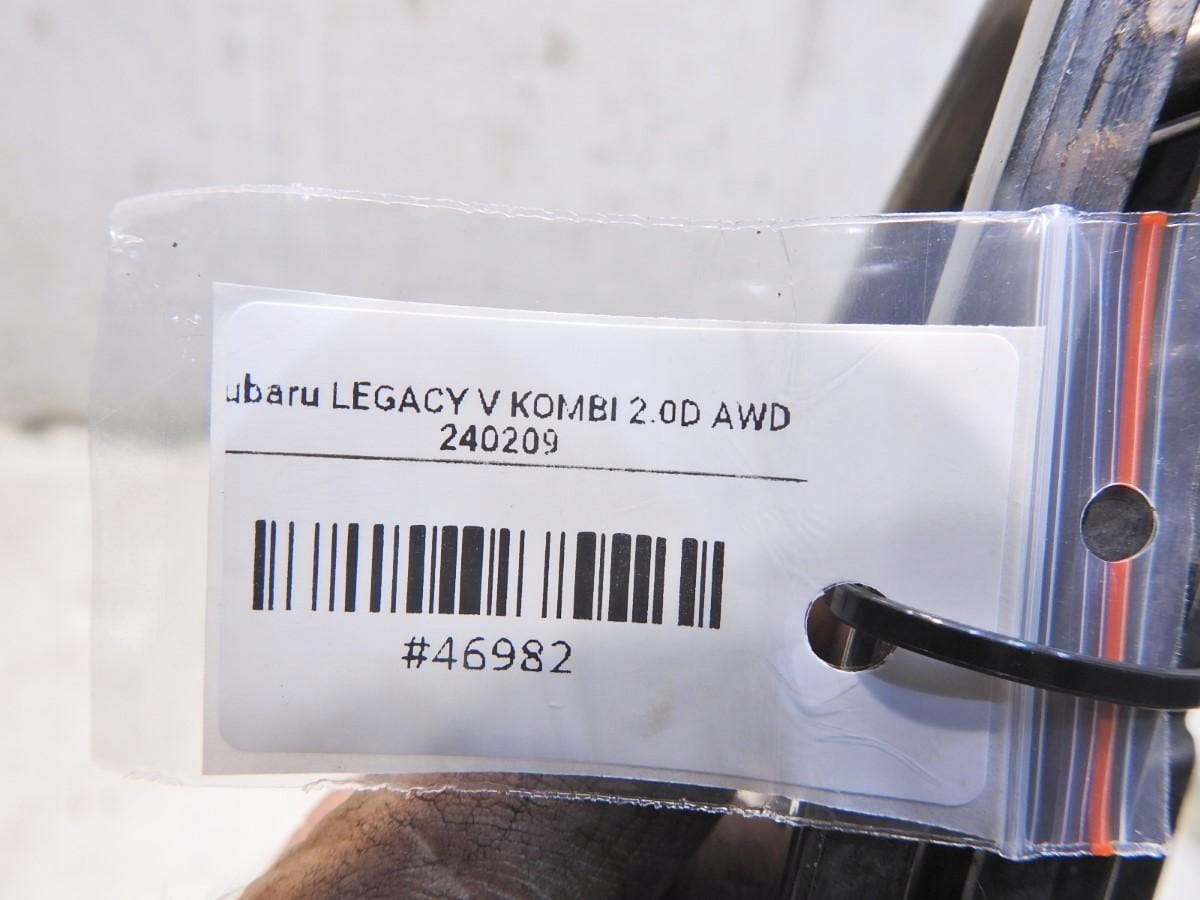 ubaru LEGACY V KOMBI 2.0D AWD
240209
#46982